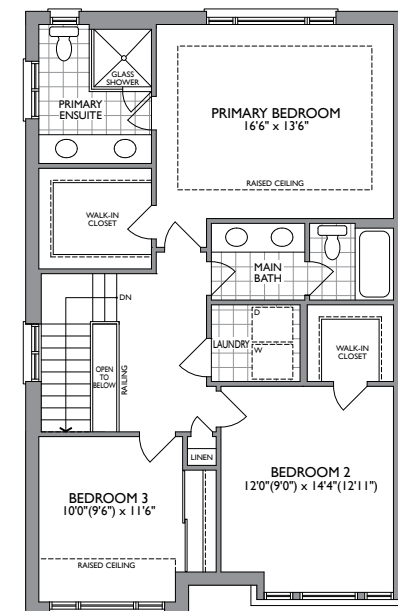 GLASS
SHOWER
PRIMARY
ENSUITE
PRIMARY BEDROOM
16'6" x 13'6"
RAISED CEILING
WALK-IN
CLOSET
MAIN
BATH
DN
D
LAUNDRY
W
WALK-IN
CLOSET
OPEN
TO
BELOW
RAILING
LINEN
BEDROOM 2
12'0"(9'0") x 14'4"(12'11")
BEDROOM 3
10'0"(9'6") x 11'6"
RAISED CEILING